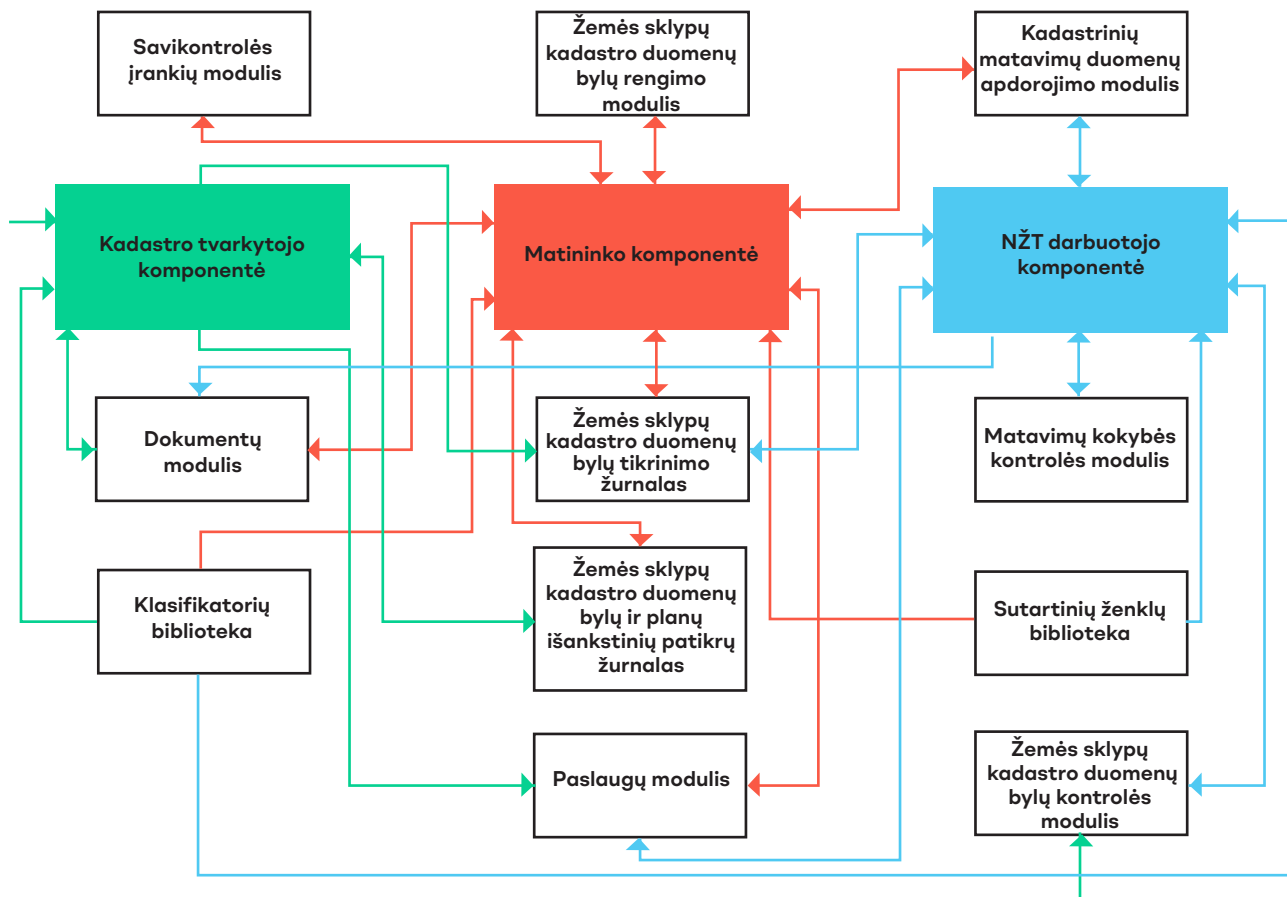 Savikontrolės
įrankių modulis
Žemės sklypų
kadastro duomenų
bylų rengimo
modulis
Kadastrinių
matavimų duomenų
apdorojimo modulis
Kadastro tvarkytojo
komponentė
Matininko komponentė
NŽT darbuotojo
komponentė
Dokumentų
modulis
Žemės sklypų
kadastro duomenų
bylų tikrinimo
žurnalas
Matavimų kokybės
kontrolės modulis
Klasifikatorių
biblioteka
Žemės sklypų
kadastro duomenų
bylų ir planų
išankstinių patikrų
žurnalas
Sutartinių ženklų
biblioteka
Paslaugų modulis
Žemės sklypų
kadastro duomenų
bylų kontrolės
modulis